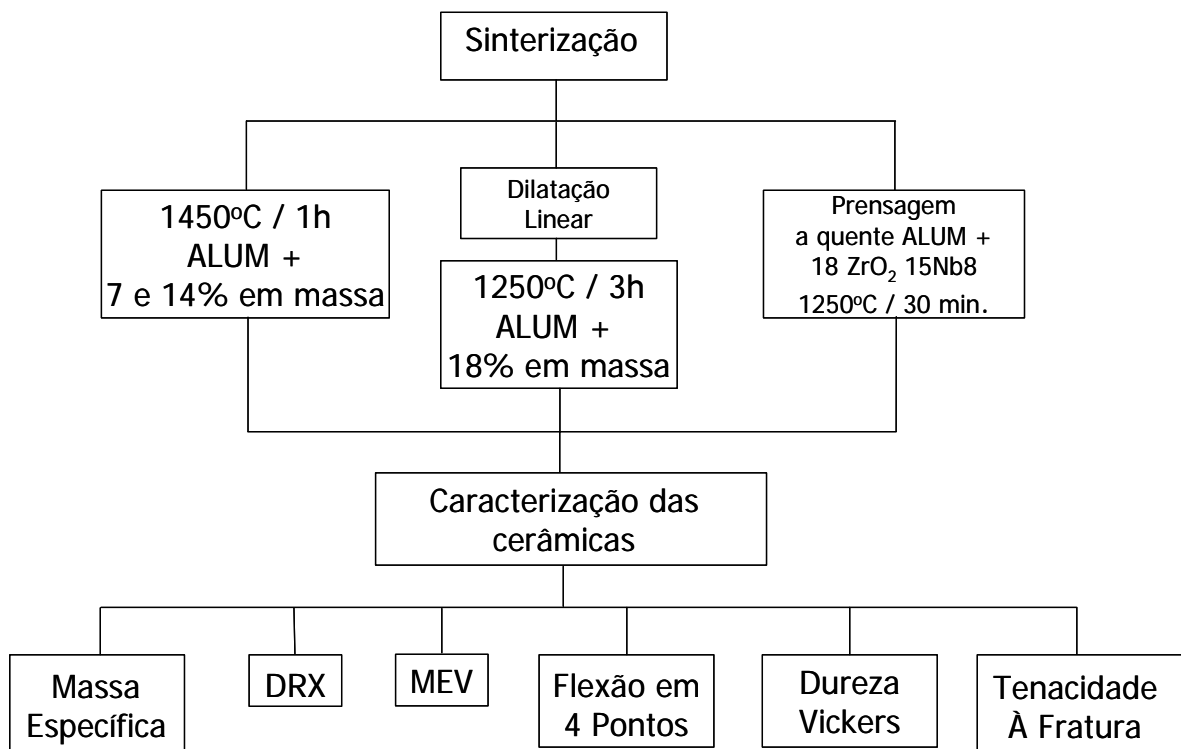 Sinterização
1450ºC / 1h
ALUM +
7 e 14% em massa
Dilatação
Linear
1250ºC / 3h
ALUM +
18% em massa
Prensagem
a quente ALUM +
18 ZrO₂ 15Nb8
1250ºC / 30 min.
Caracterização das
cerâmicas
Massa
Específica
DRX
MEV
Flexão em
4 Pontos
Dureza
Vickers
Tenacidade
À Fratura